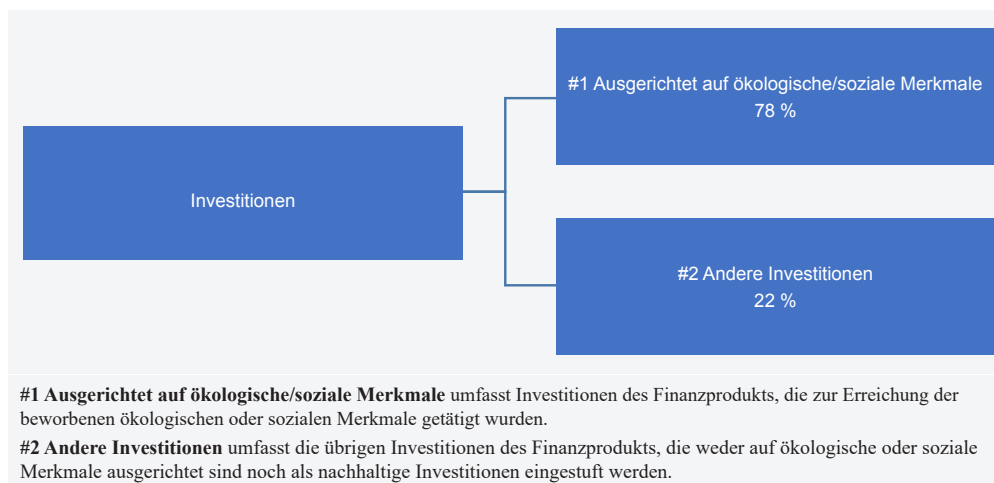 #1 Ausgerichtet auf ökologische/soziale Merkmale
78 %
Investitionen
#2 Andere Investitionen
22 %
#1 Ausgerichtet auf ökologische/soziale Merkmale umfasst Investitionen des Finanzprodukts, die zur Erreichung der
beworbenen ökologischen oder sozialen Merkmale getätigt wurden.
#2 Andere Investitionen umfasst die übrigen Investitionen des Finanzprodukts, die weder auf ökologische oder soziale
Merkmale ausgerichtet sind noch als nachhaltige Investitionen eingestuft werden.